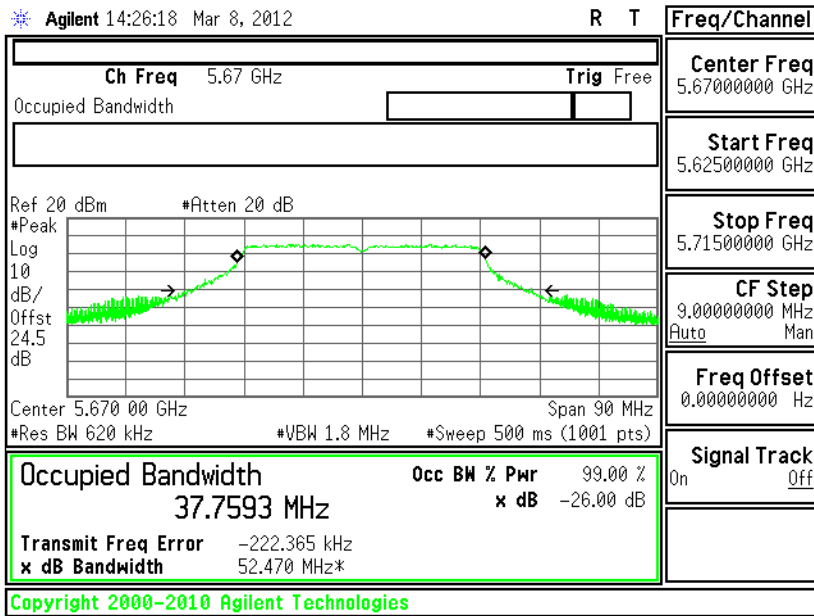 Agilent 14:26:18 Mar 8, 2012 R T
Freq/Channel
Ch Freq 5.67 GHz Trig Free
Occupied Bandwidth
Center Freq
5.67000000 GHz
Start Freq
5.62500000 GHz
Stop Freq
5.71500000 GHz
CF Step
9.00000000 MHz
Auto Man
Freq Offset
0.00000000 Hz
Signal Track
On Off
Ref 20 dBm #Atten 20 dB
#Peak
Log
10
dB/
Offst
24.5
dB
Center 5.670 00 GHz Span 90 MHz
#Res BW 620 kHz #VBW 1.8 MHz #Sweep 500 ms (1001 pts)
Occupied Bandwidth Occ BW % Pwr 99.00 %
37.7593 MHz x dB -26.00 dB
Transmit Freq Error -222.365 kHz
x dB Bandwidth 52.470 MHz*
Copyright 2000-2010 Agilent Technologies